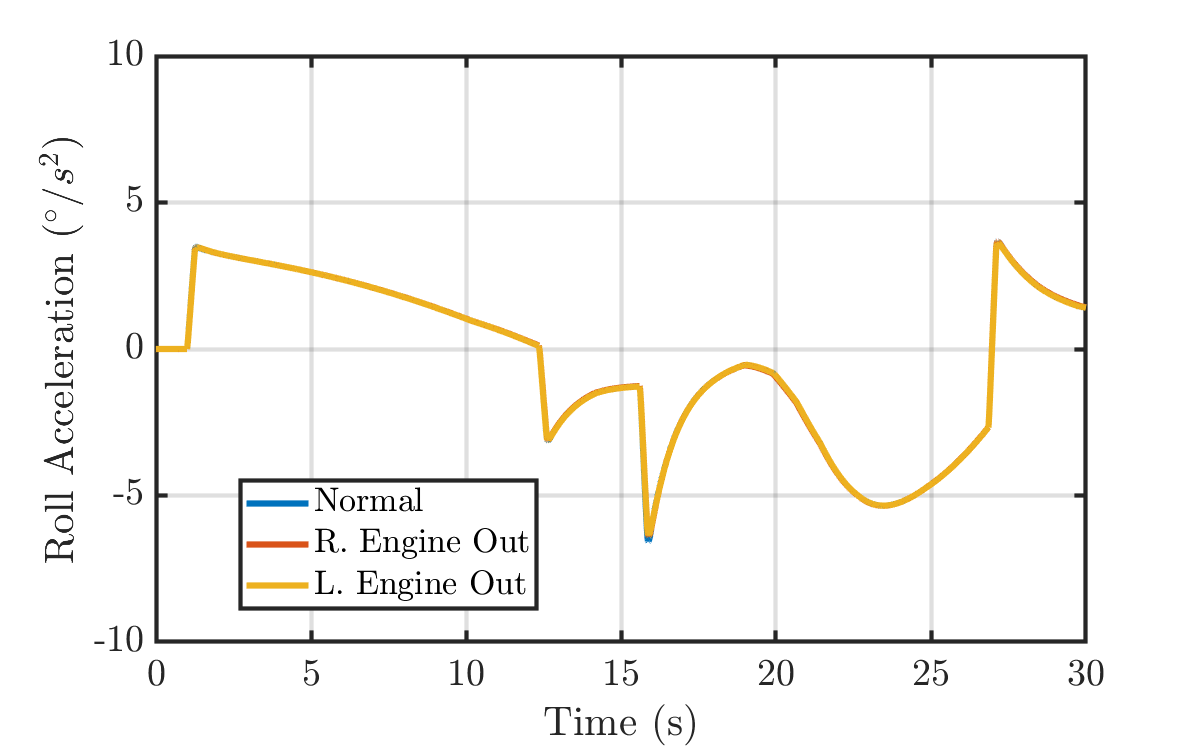 10
5
0
-5
-10
Roll Acceleration (°/s²)
Normal
R. Engine Out
L. Engine Out
0 5 10 15 20 25 30
Time (s)